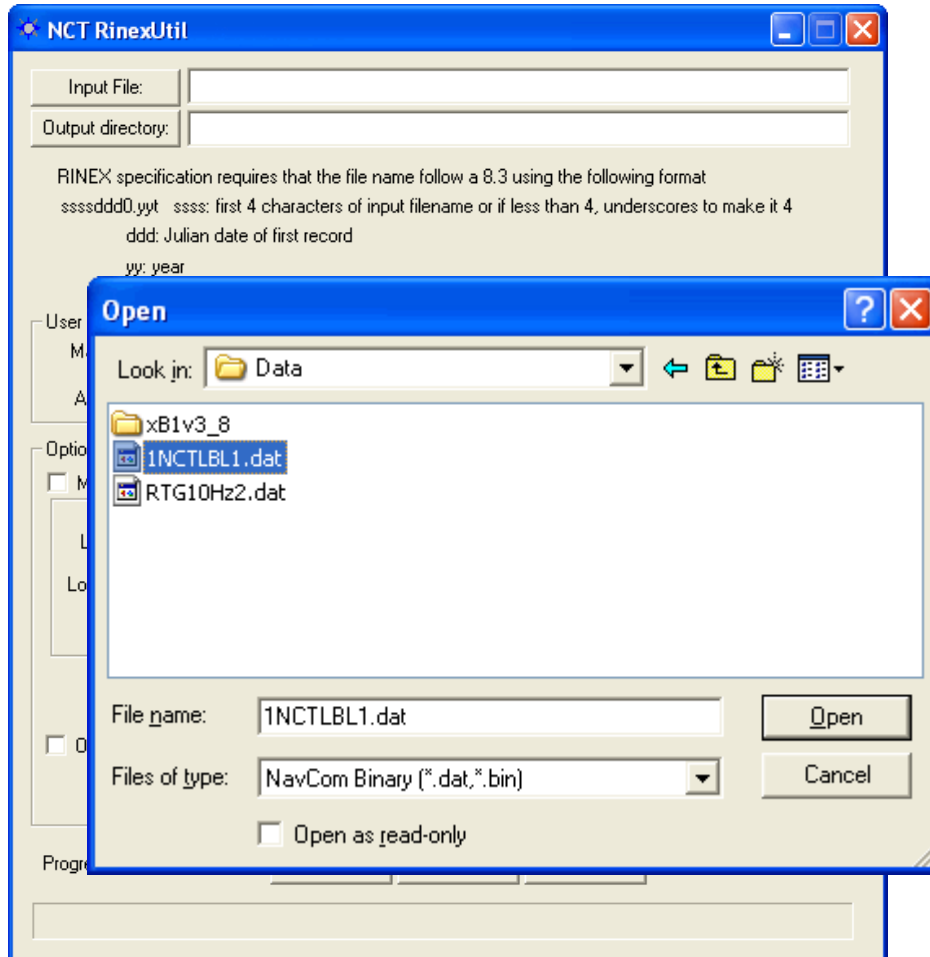 NCT RinexUtil
Input File:
Output directory:
RINEX specification requires that the file name follow a 8.3 using the following format
ssssddd0.yyt ssss: first 4 characters of input filename or if less than 4, underscores to make it 4
ddd: Julian date of first record
yy: year
User
Open
Look in: Data
xB1v3_8
1NCTLBL1.dat
RTG10Hz2.dat
File name: 1NCTLBL1.dat Open
Files of type: NavCom Binary (*.dat,*.bin) Cancel
Open as read-only